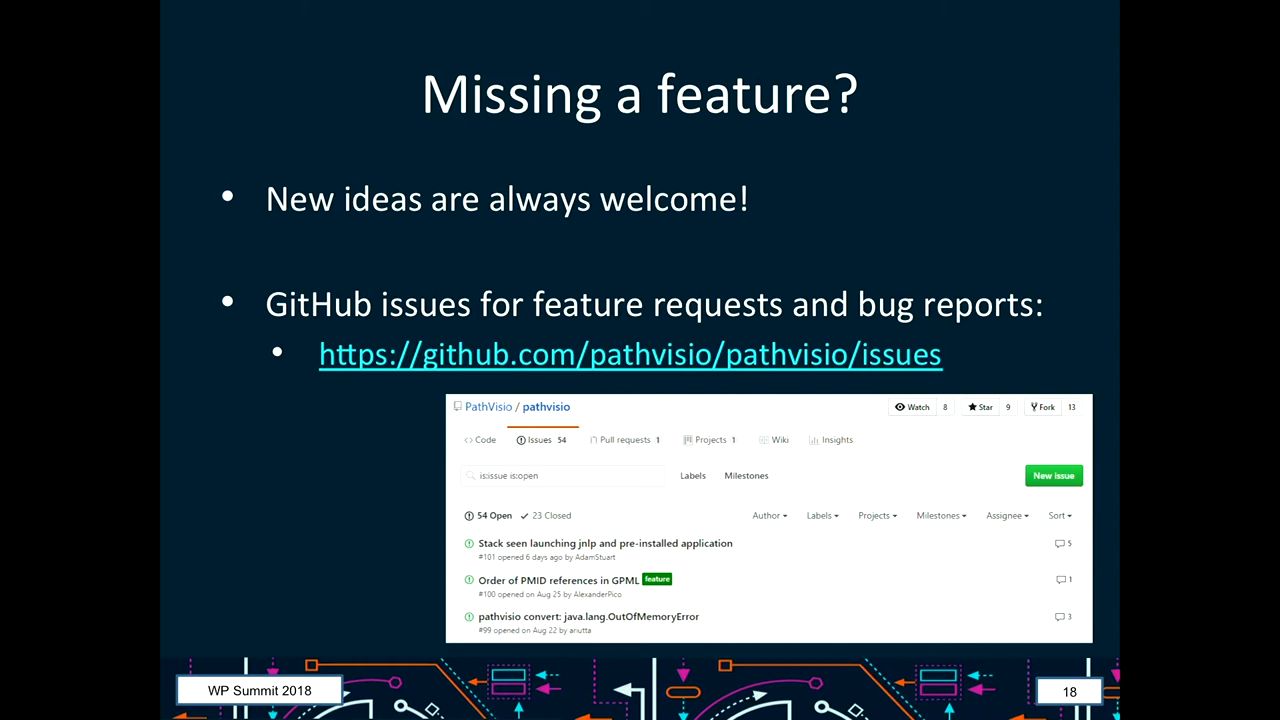 Missing a feature?
• New ideas are always welcome!
• GitHub issues for feature requests and bug reports:
• https://github.com/pathvisio/pathvisio/issues
PathVisio / pathvisio
Watch 8 Star 9 Fork 13
Code Issues 54 Pull requests 1 Projects 1 Wiki Insights
is:issue is:open Labels Milestones New issue
54 Open 23 Closed Author Labels Projects Milestones Assignee Sort
Stack seen launching jnlp and pre-installed application 5
#101 opened 6 days ago by AdamStuart
Order of PMID references in GPML feature 1
#100 opened on Aug 25 by AlexanderPico
pathvisio convert: java.lang.OutOfMemoryError 3
#99 opened on Aug 22 by ariutta
WP Summit 2018
18